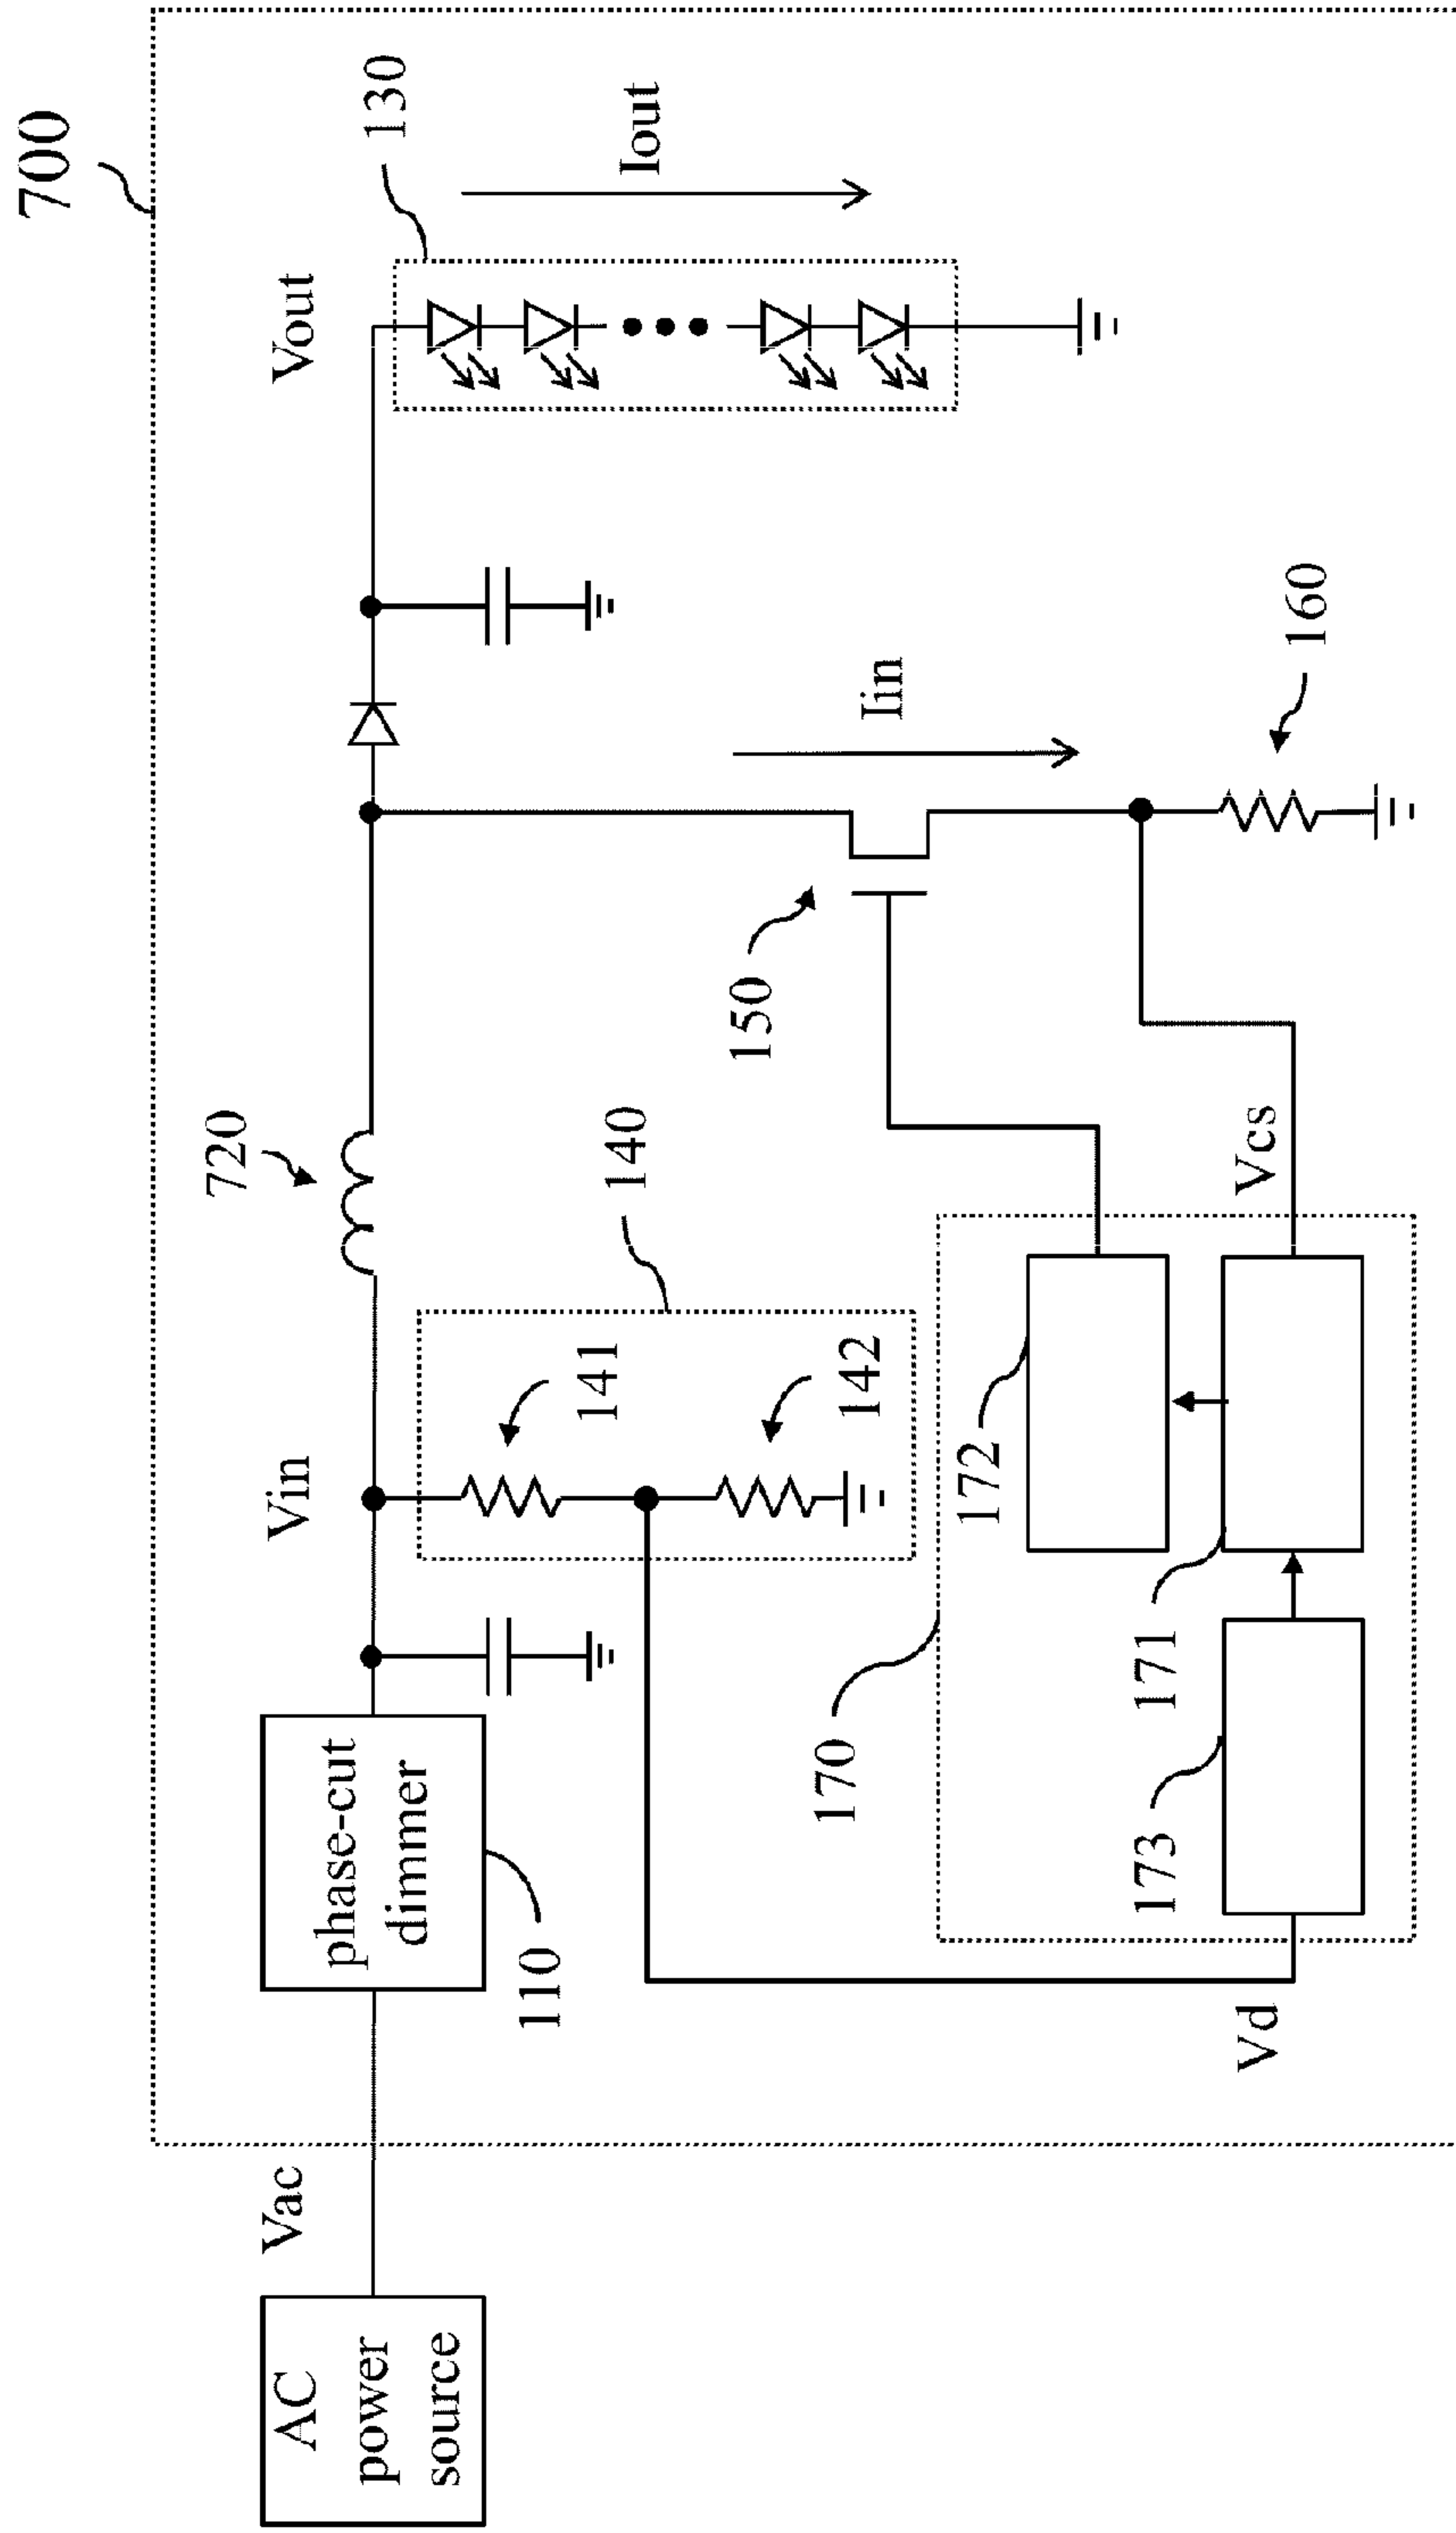 700
AC
power
source
Vac
phase-cut
dimmer
110
Vin
720
Vout
130
Iout
140
141
142
150
Iin
160
170
172
171
173
Vcs
Vd